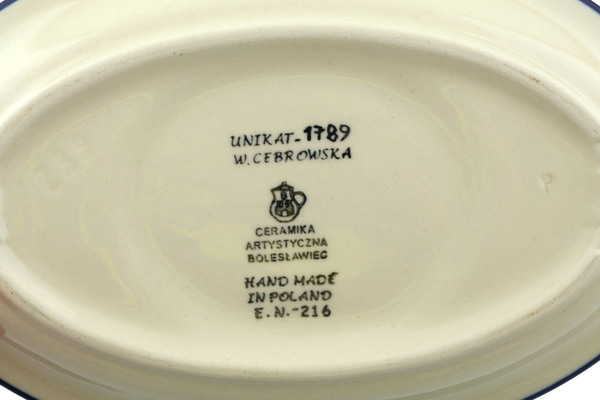 UNIKAT-1789
W.CEBROWSKA
CERAMIKA
ARTYSTYCZNA
BOLESŁAWIEC
HAND MADE
IN POLAND
E.N.-216
P